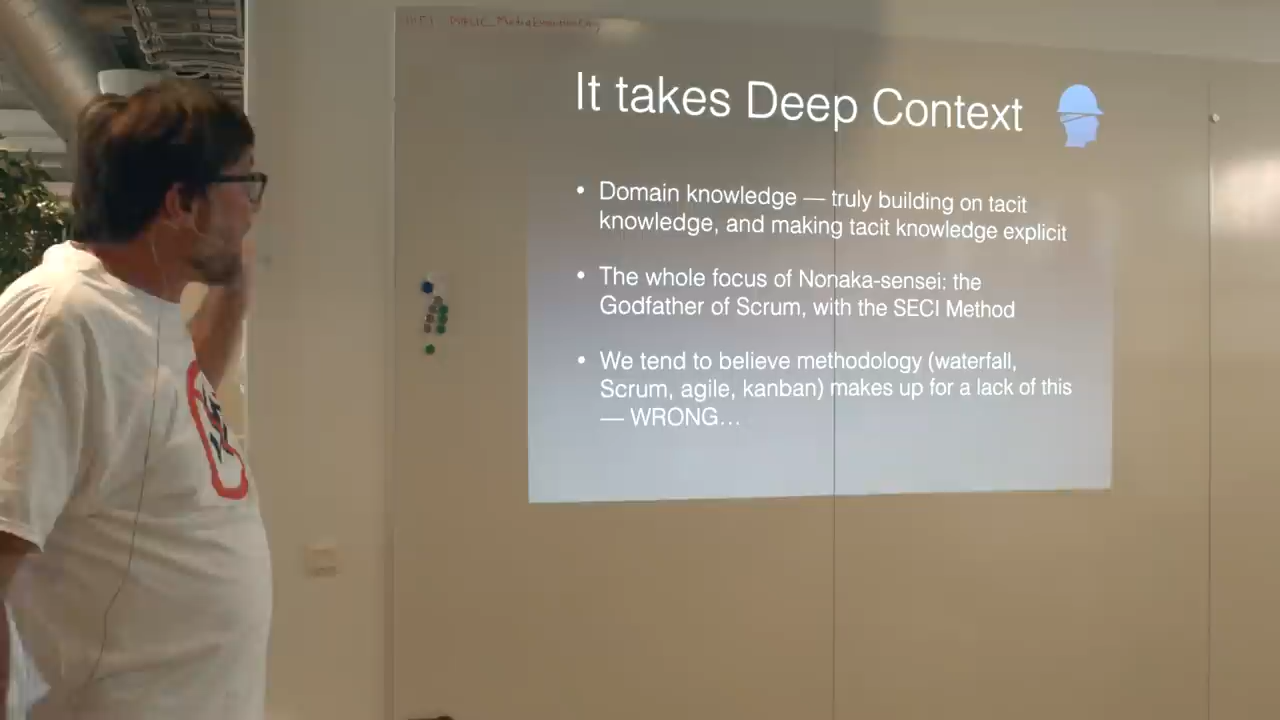 It takes Deep Context
• Domain knowledge — truly building on tacit
knowledge, and making tacit knowledge explicit
• The whole focus of Nonaka-sensei: the
Godfather of Scrum, with the SECI Method
• We tend to believe methodology (waterfall,
Scrum, agile, kanban) makes up for a lack of this
— WRONG…